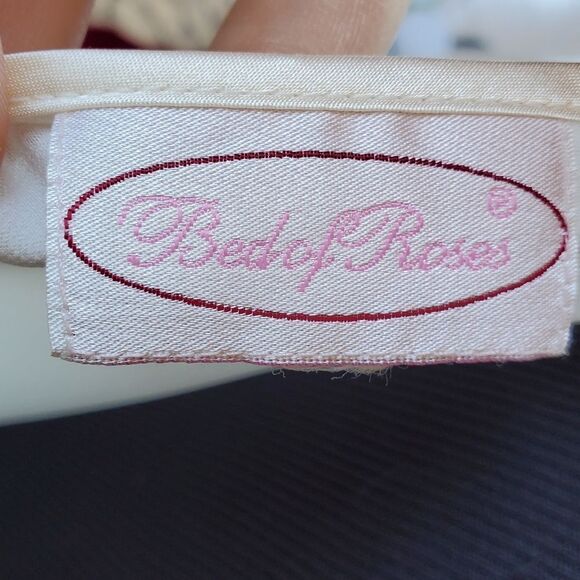 Bed of Roses ®